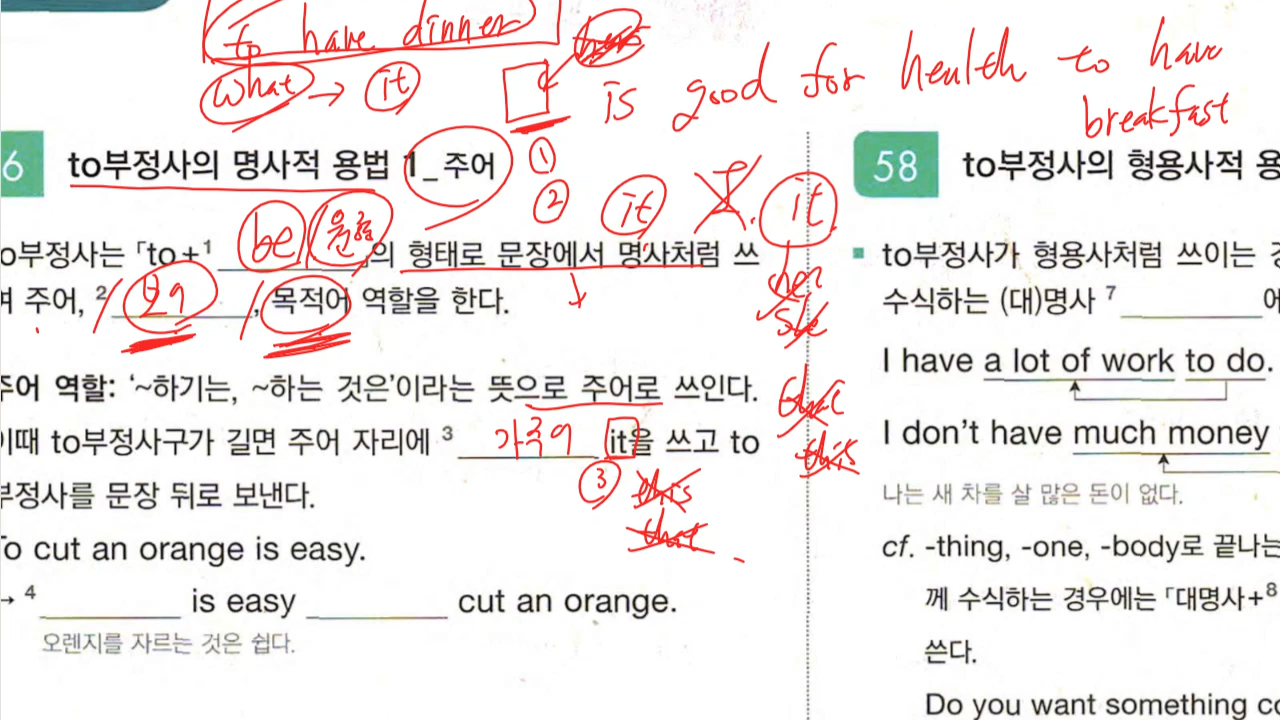 to have dinner
what → it
is good for health to have
breakfast
6 to부정사의 명사적 용법 1_주어
① 
② it it
to부정사는 「to+¹ be 원형 의 형태로 문장에서 명사처럼 쓰
며 주어, ² 보어, 목적어 역할을 한다.
she
주어 역할: ‘~하기는, ~하는 것은’이라는 뜻으로 주어로 쓰인다.
that
이때 to부정사구가 길면 주어 자리에 ³ 가주어 it을 쓰고 to
this
③ this
부정사를 문장 뒤로 보낸다.
that
To cut an orange is easy.
→ ⁴ is easy cut an orange.
오렌지를 자르는 것은 쉽다.
58 to부정사의 형용사적 용
to부정사가 형용사처럼 쓰이는 경
수식하는 (대)명사 ⁷
I have a lot of work to do.
I don’t have much money
나는 새 차를 살 많은 돈이 없다.
cf. -thing, -one, -body로 끝나는
께 수식하는 경우에는 「대명사+⁸
쓴다.
Do you want something co